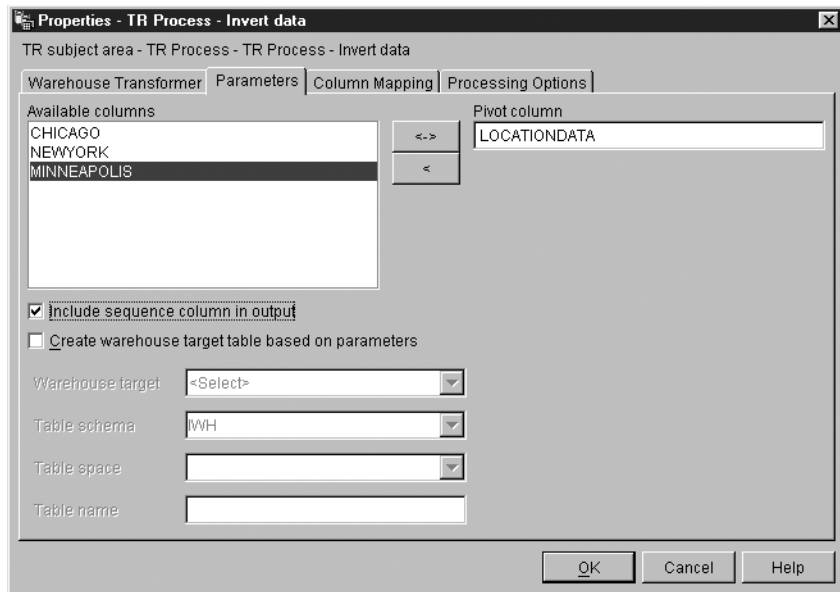 Properties - TR Process - Invert data
TR subject area - TR Process - TR Process - Invert data
Warehouse Transformer Parameters Column Mapping Processing Options
Available columns
Pivot column
CHICAGO
NEWYORK
MINNEAPOLIS
<->
<
LOCATIONDATA
Include sequence column in output
Create warehouse target table based on parameters
Warehouse target <Select>
Table schema IWH
Table space
Table name
OK Cancel Help